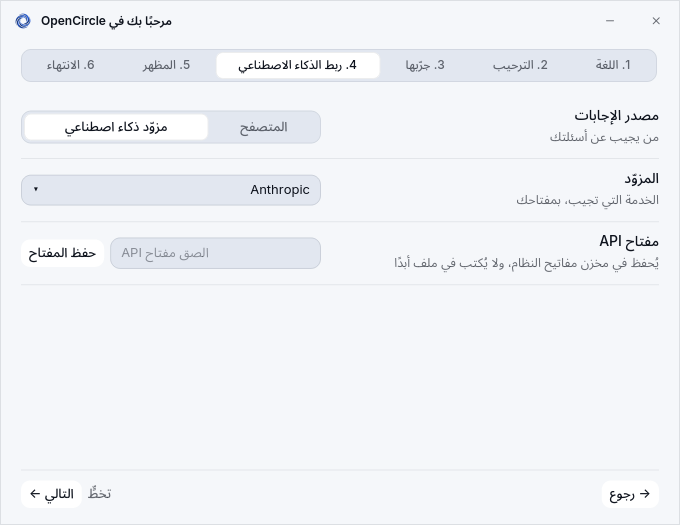 مرحبًا بك في OpenCircle
1. اللغة
2. الترحيب
3. جرّبها
4. ربط الذكاء الاصطناعي
5. المظهر
6. الانتهاء
مصدر الإجابات
من يجيب عن أسئلتك
المتصفح
مزوّد ذكاء اصطناعي
المزوّد
الخدمة التي تجيب، بمفتاحك
Anthropic
مفتاح API
يُحفظ في مخزن مفاتيح النظام، ولا يُكتب في ملف أبدًا
الصق مفتاح API
حفظ المفتاح
→ رجوع
تخطٍّ
التالي ←